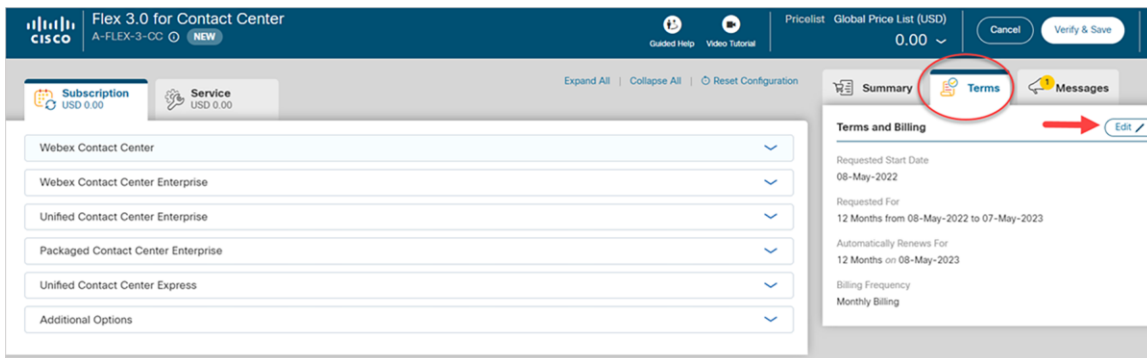 Flex 3.0 for Contact Center
CISCO
A-FLEX-3-CC NEW
Guided Help
Video Tutorial
Pricelist Global Price List (USD)
0.00
Cancel
Verify & Save
Subscription
USD 0.00
Service
USD 0.00
Expand All | Collapse All | Reset Configuration
Webex Contact Center
Webex Contact Center Enterprise
Unified Contact Center Enterprise
Packaged Contact Center Enterprise
Unified Contact Center Express
Additional Options
Summary
Terms
1
Messages
Terms and Billing
Edit
Requested Start Date
08-May-2022
Requested For
12 Months from 08-May-2022 to 07-May-2023
Automatically Renews For
12 Months on 08-May-2023
Billing Frequency
Monthly Billing